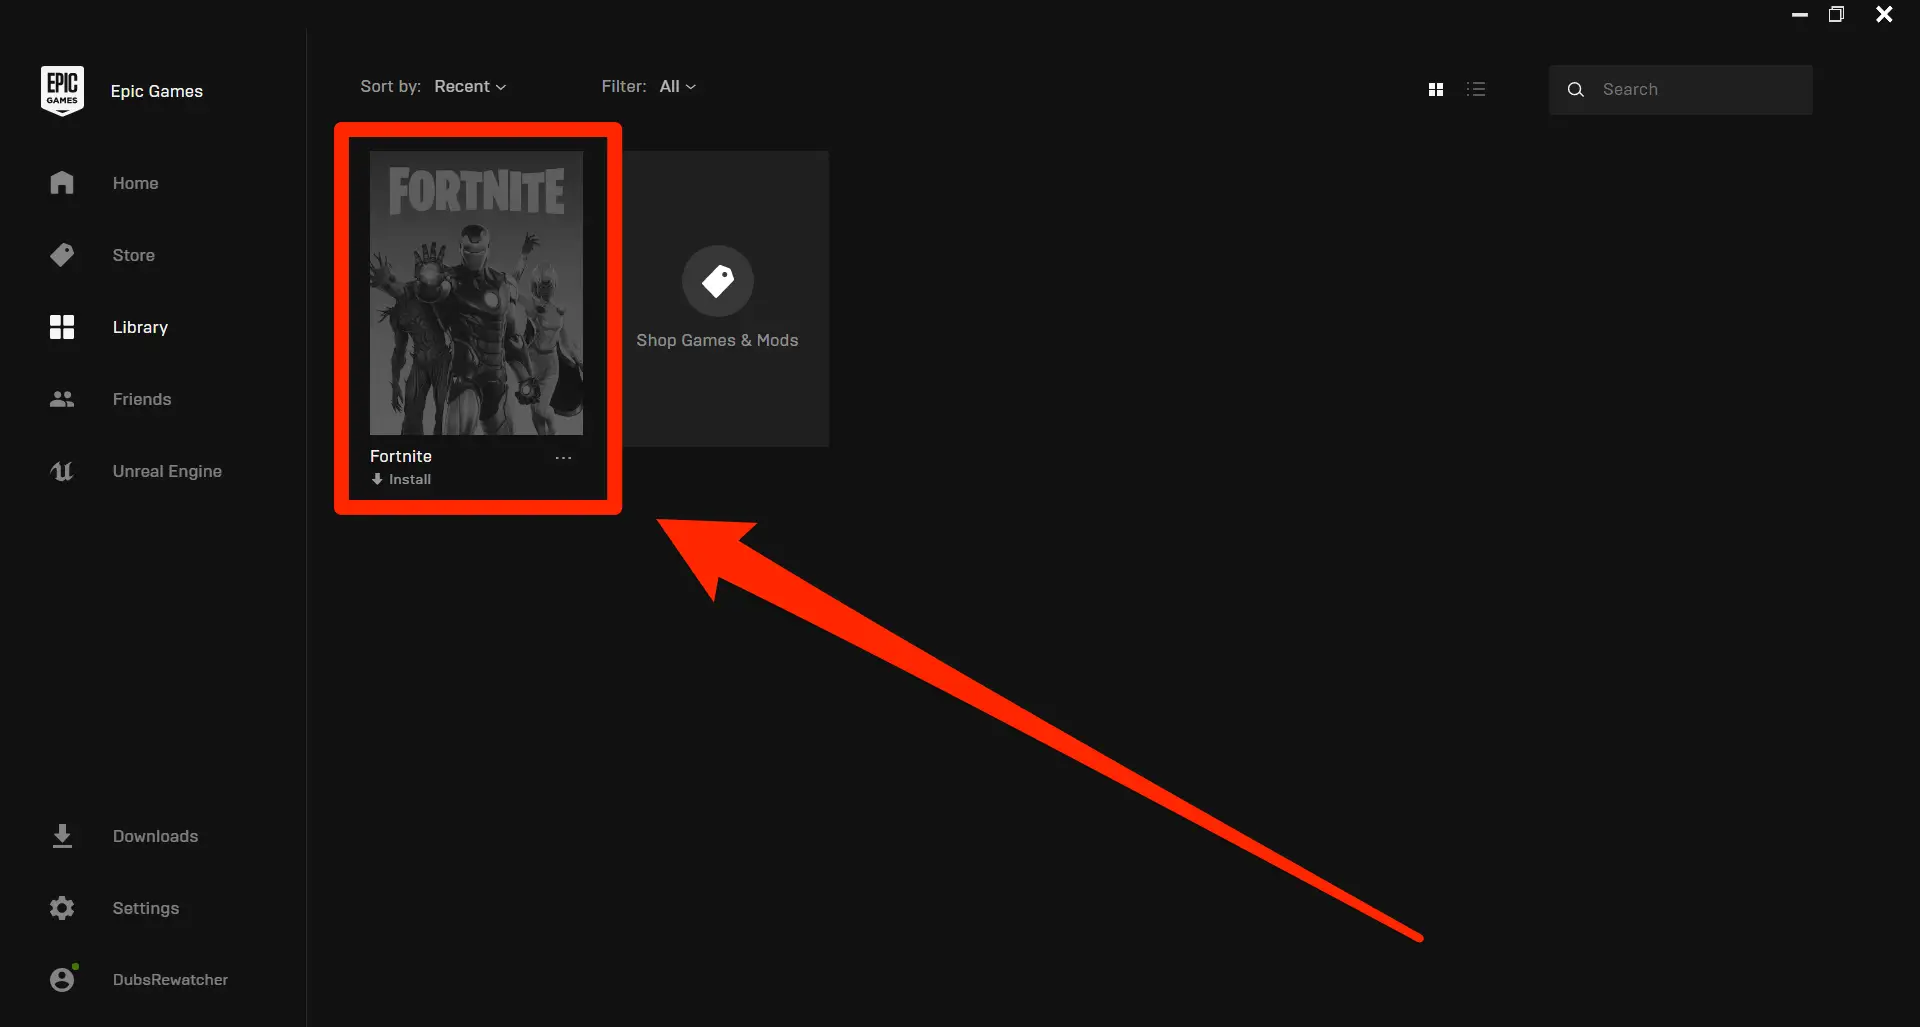 EPIC
GAMES
Epic Games
Home
Store
Library
Friends
Unreal Engine
Downloads
Settings
DubsRewatcher
Sort by: Recent
Filter: All
Search
FORTNITE
Fortnite
...
Install
Shop Games & Mods